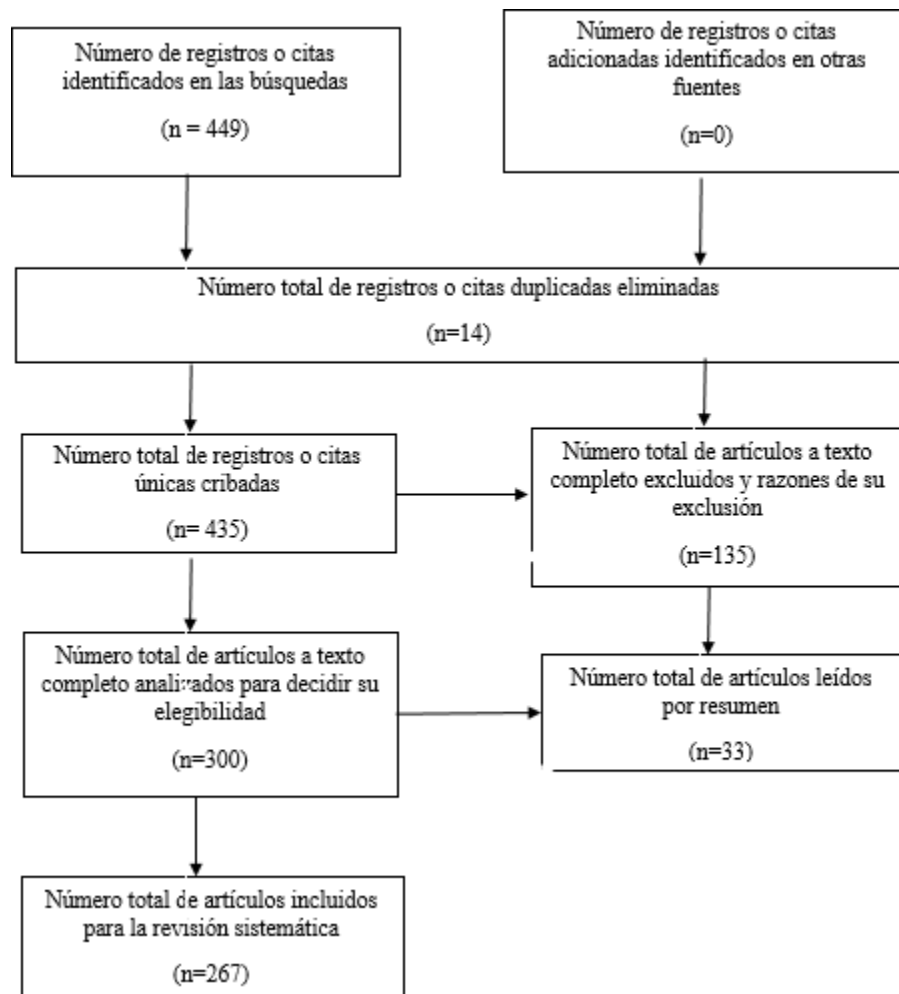 Número de registros o citas
identificados en las búsquedas
(n = 449)
Número de registros o citas
adicionadas identificados en otras
fuentes
(n=0)
Número total de registros o citas duplicadas eliminadas
(n=14)
Número total de registros o citas
únicas cribadas
(n= 435)
Número total de artículos a texto
completo excluidos y razones de su
exclusión
(n=135)
Número total de artículos a texto
completo analizados para decidir su
elegibilidad
(n=300)
Número total de artículos leídos
por resumen
(n=33)
Número total de artículos incluidos
para la revisión sistemática
(n=267)